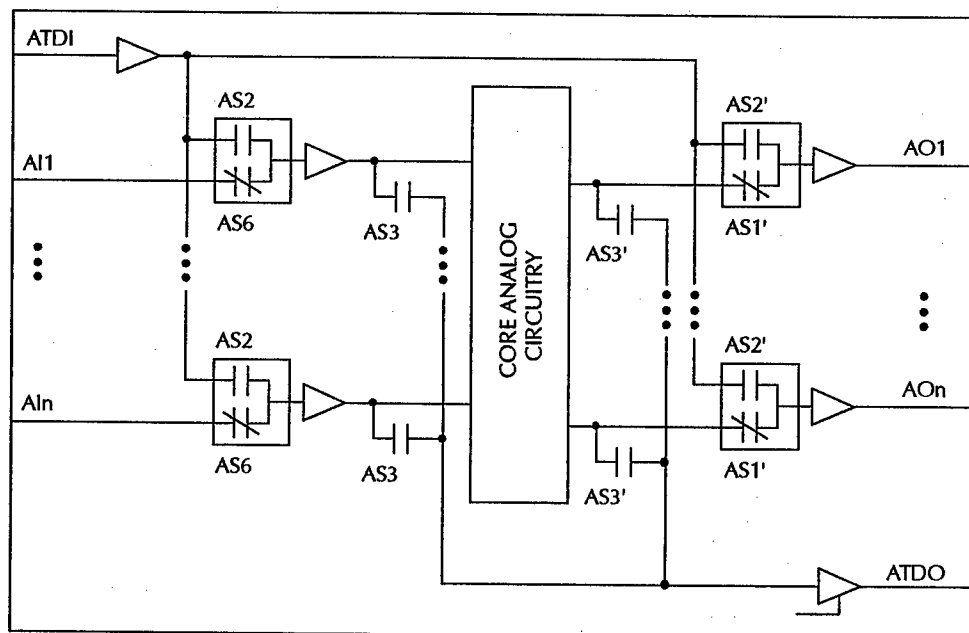 ATDI
AS2
AI1
AS6
AS3
AS2
AIn
AS6
AS3
CORE ANALOG
CIRCUITRY
AS2'
AO1
AS1'
AS3'
AS2'
AOn
AS1'
AS3'
ATDO